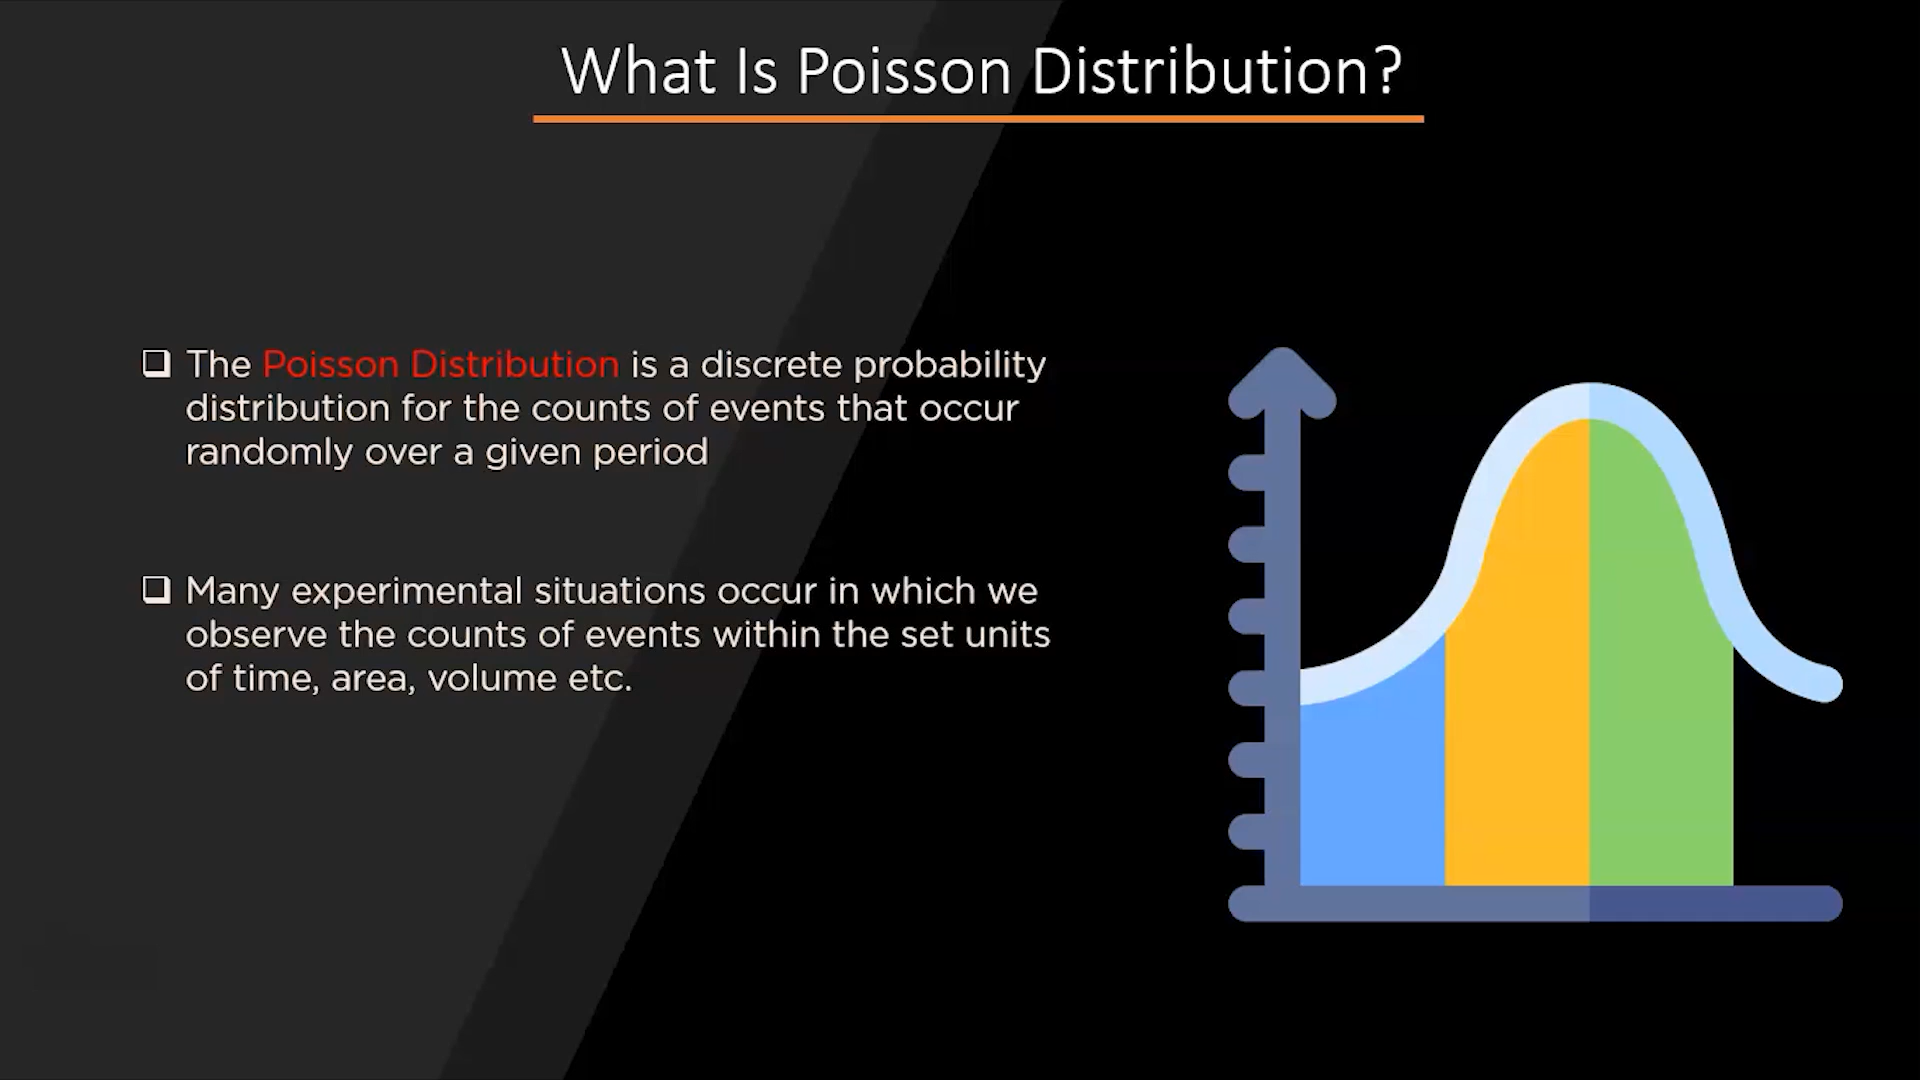 What Is Poisson Distribution?
The Poisson Distribution is a discrete probability
distribution for the counts of events that occur
randomly over a given period
Many experimental situations occur in which we
observe the counts of events within the set units
of time, area, volume etc.